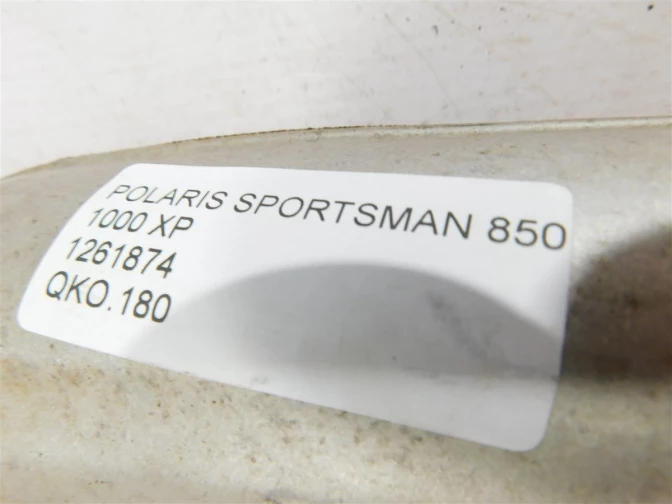 POLARIS SPORTSMAN 850
1000 XP
1261874
QKO.180